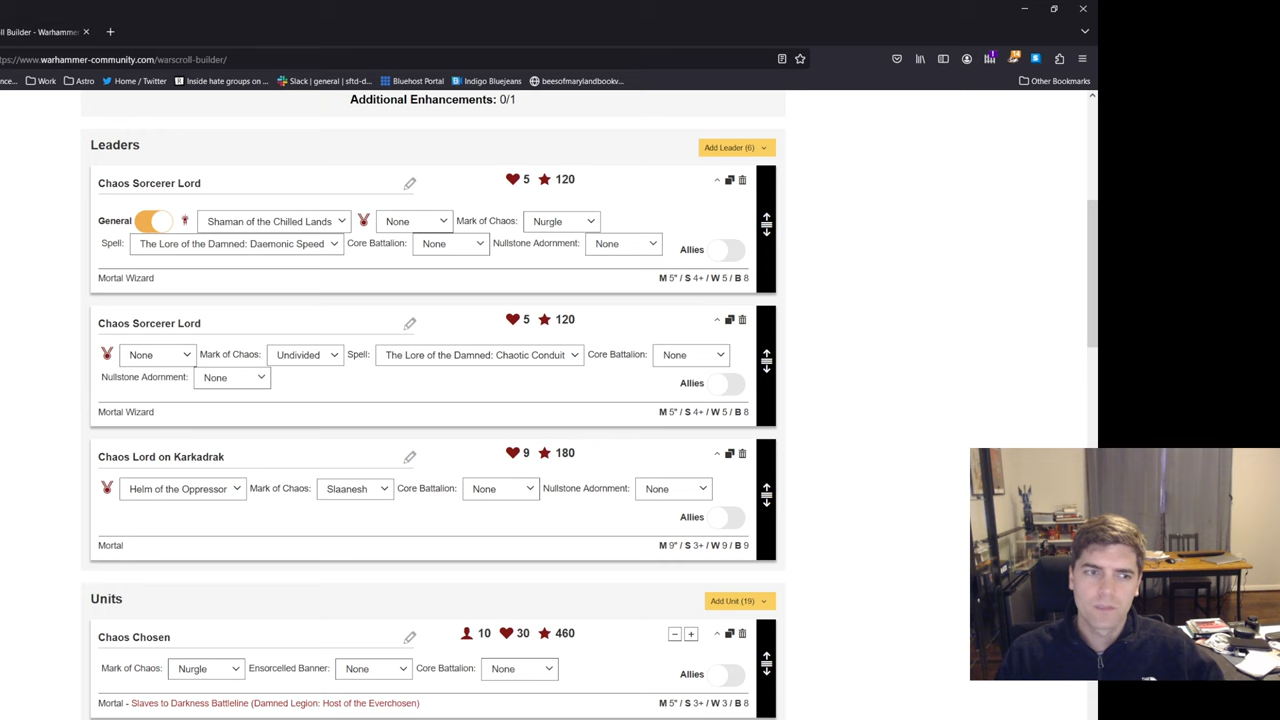 ll Builder - Warhammer
ttps://www.warhammer-community.com/warscroll-builder/
1
14
nce...
Work
Astro
Home / Twitter
Inside hate groups on ...
Slack | general | sftd-d...
Bluehost Portal
Indigo Bluejeans
beesofmarylandbookv...
Other Bookmarks
Additional Enhancements: 0/1
Leaders
Add Leader (6)
Chaos Sorcerer Lord
5 120
General Shaman of the Chilled Lands None Mark of Chaos: Nurgle
Spell: The Lore of the Damned: Daemonic Speed Core Battalion: None Nullstone Adornment: None
Allies
Mortal Wizard
M 5" / S 4+ / W 5 / B 8
Chaos Sorcerer Lord
5 120
None Mark of Chaos: Undivided Spell: The Lore of the Damned: Chaotic Conduit Core Battalion: None
Nullstone Adornment: None
Allies
Mortal Wizard
M 5" / S 4+ / W 5 / B 8
Chaos Lord on Karkadrak
9 180
Helm of the Oppressor Mark of Chaos: Slaanesh Core Battalion: None Nullstone Adornment: None
Allies
Mortal
M 9" / S 3+ / W 9 / B 9
Units
Add Unit (19)
Chaos Chosen
10 30 460
Mark of Chaos: Nurgle Ensorcelled Banner: None Core Battalion: None
Allies
Mortal - Slaves to Darkness Battleline (Damned Legion: Host of the Everchosen)
M 5" / S 3+ / W 3 / B 8